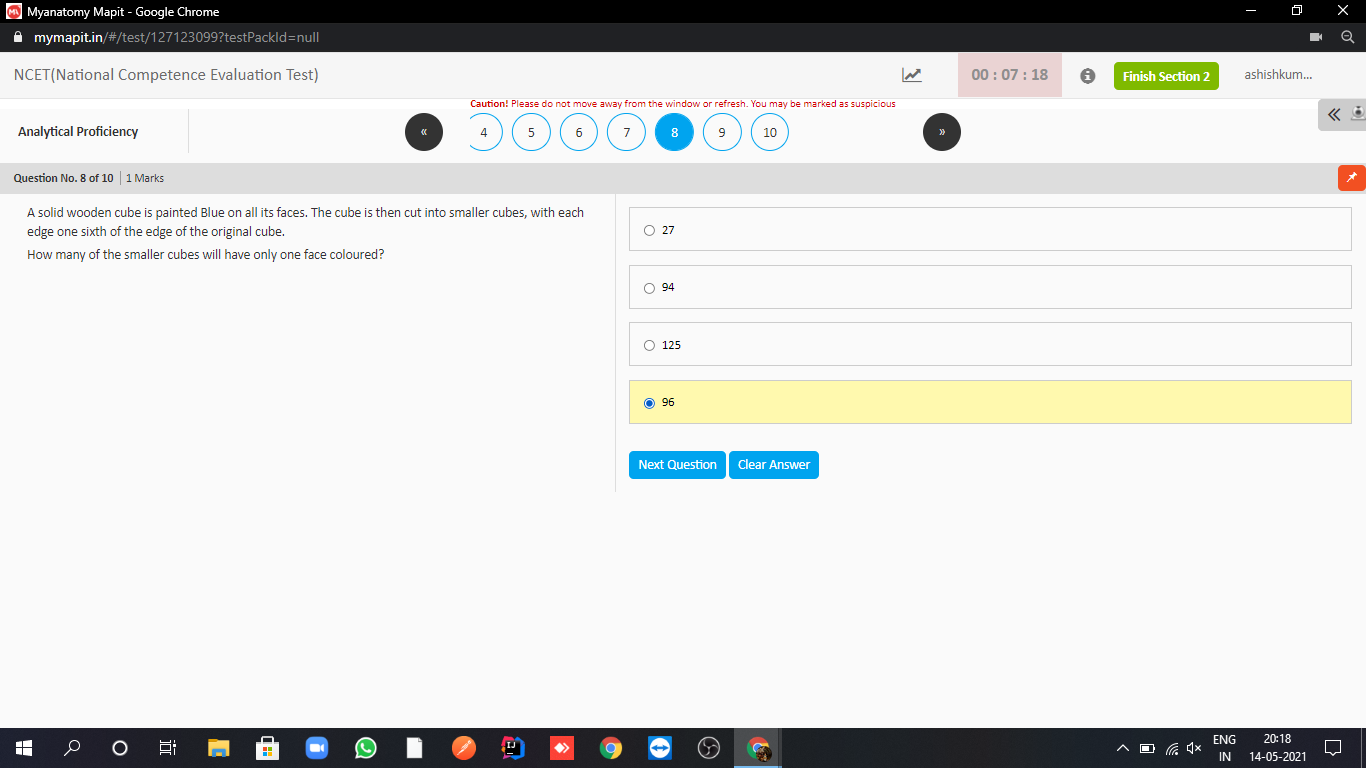 Myanatomy Mapit - Google Chrome
mymapit.in/#/test/127123099?testPackId=null
NCET(National Competence Evaluation Test)
00 : 07 : 18
Finish Section 2
ashishkum...
Caution! Please do not move away from the window or refresh. You may be marked as suspicious
Analytical Proficiency
« 4 5 6 7 8 9 10 »
Question No. 8 of 10 | 1 Marks
A solid wooden cube is painted Blue on all its faces. The cube is then cut into smaller cubes, with each
edge one sixth of the edge of the original cube.
How many of the smaller cubes will have only one face coloured?
27
94
125
96
Next Question
Clear Answer
ENG
IN
20:18
14-05-2021